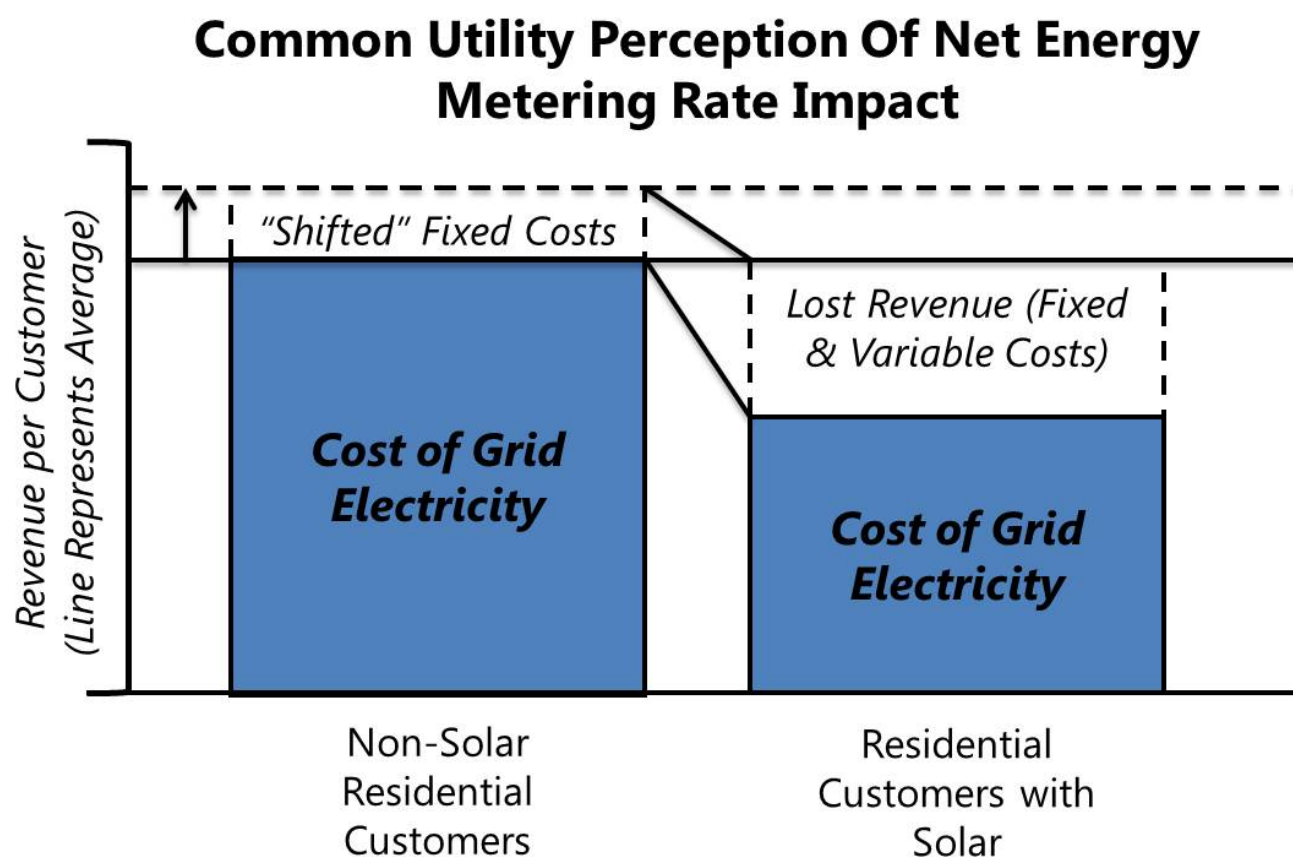 Common Utility Perception Of Net Energy
Metering Rate Impact
Revenue per Customer
(Line Represents Average)
“Shifted” Fixed Costs
Lost Revenue (Fixed
& Variable Costs)
Cost of Grid
Electricity
Cost of Grid
Electricity
Non-Solar
Residential
Customers
Residential
Customers with
Solar